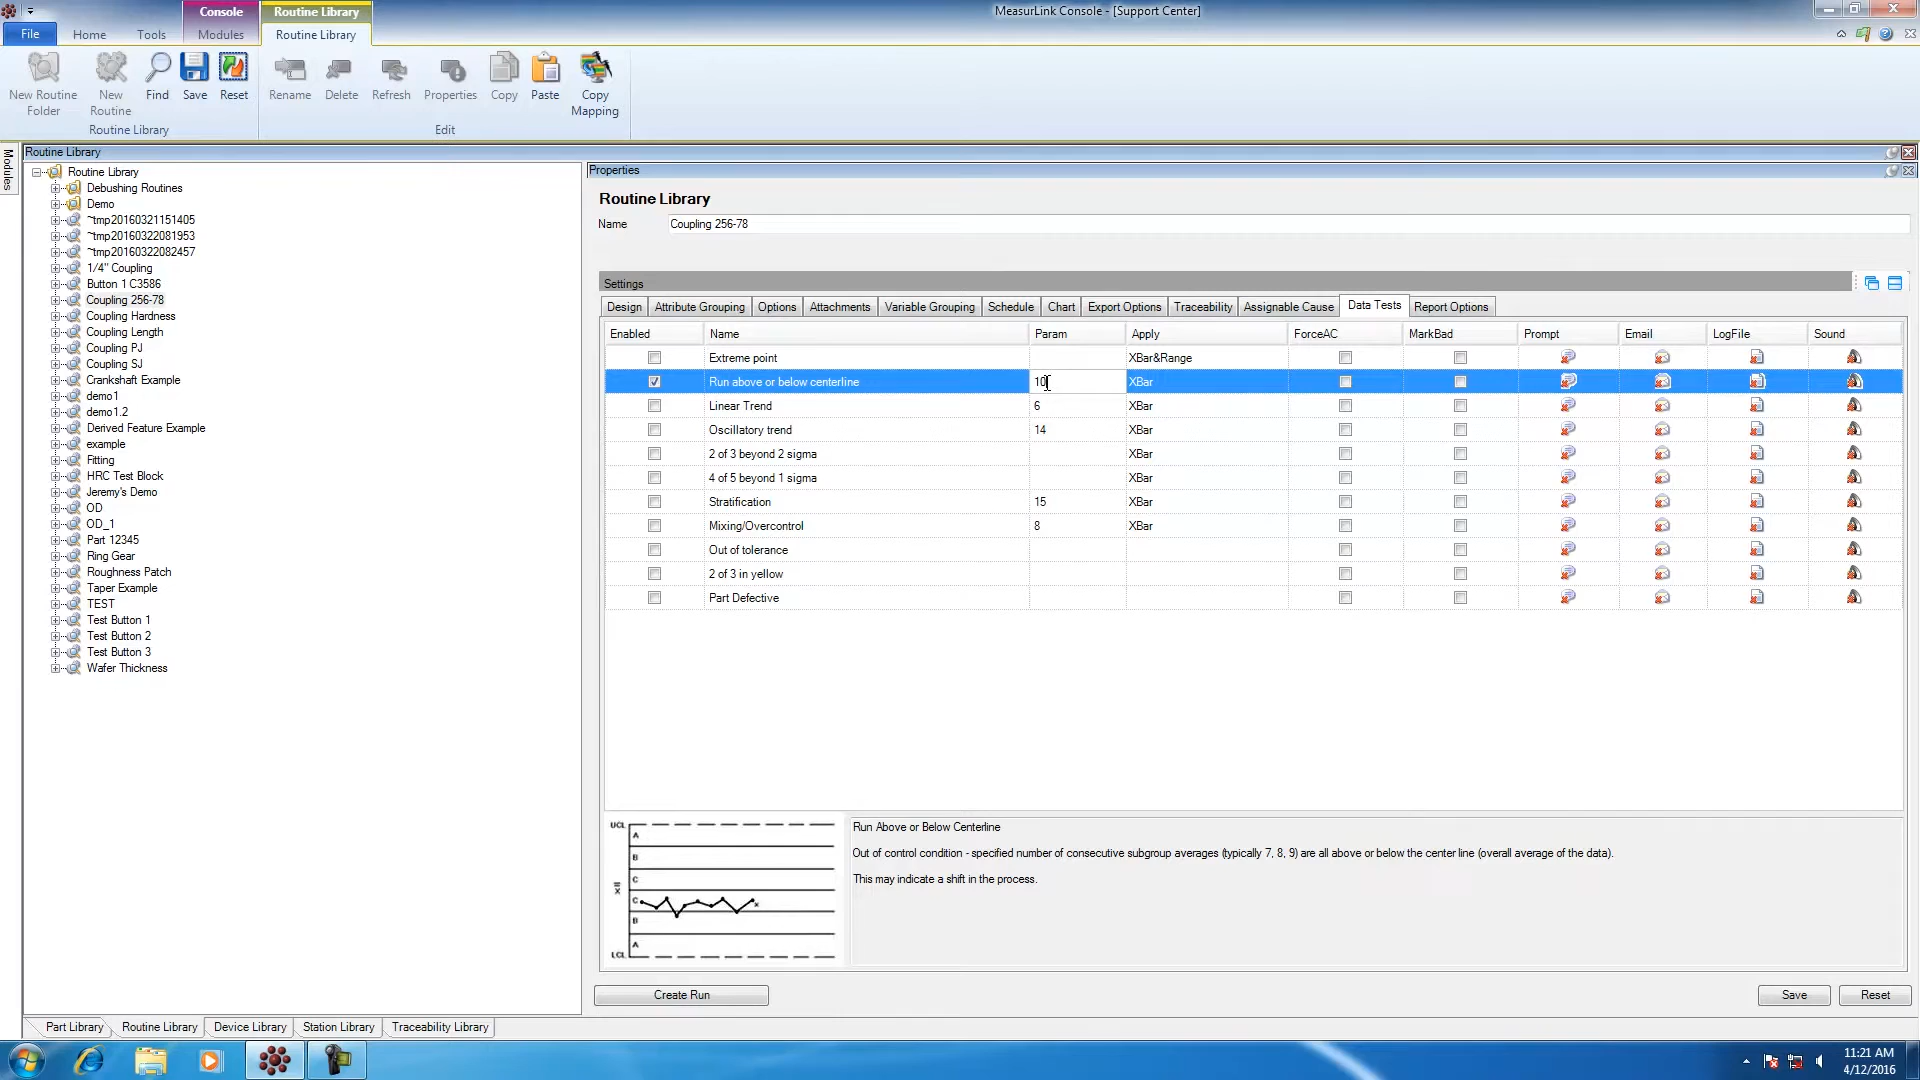 Console
Routine Library
MeasurLink Console - [Support Center]
File
Home
Tools
Modules
Routine Library
New Routine
Folder
New
Routine
Find
Save
Reset
Rename
Delete
Refresh
Properties
Copy
Paste
Copy
Mapping
Routine Library
Edit
Modules
Routine Library
Routine Library
Debushing Routines
Demo
~tmp20160321151405
~tmp20160322081953
~tmp20160322082457
1/4" Coupling
Button 1 C3586
Coupling 256-78
Coupling Hardness
Coupling Length
Coupling PJ
Coupling SJ
Crankshaft Example
demo1
demo1.2
Derived Feature Example
example
Fitting
HRC Test Block
Jeremy's Demo
OD
OD_1
Part 12345
Ring Gear
Roughness Patch
Taper Example
TEST
Test Button 1
Test Button 2
Test Button 3
Wafer Thickness
Properties
Routine Library
Name Coupling 256-78
Settings
Design Attribute Grouping Options Attachments Variable Grouping Schedule Chart Export Options Traceability Assignable Cause Data Tests Report Options
Enabled Name Param Apply ForceAC MarkBad Prompt Email LogFile Sound
Extreme point XBar&Range
Run above or below centerline 10 XBar
Linear Trend 6 XBar
Oscillatory trend 14 XBar
2 of 3 beyond 2 sigma XBar
4 of 5 beyond 1 sigma XBar
Stratification 15 XBar
Mixing/Overcontrol 8 XBar
Out of tolerance
2 of 3 in yellow
Part Defective
UCL
A
B
C
C
B
A
LCL
Run Above or Below Centerline
Out of control condition - specified number of consecutive subgroup averages (typically 7, 8, 9) are all above or below the center line (overall average of the data).
This may indicate a shift in the process.
Create Run
Save
Reset
Part Library Routine Library Device Library Station Library Traceability Library
11:21 AM
4/12/2016